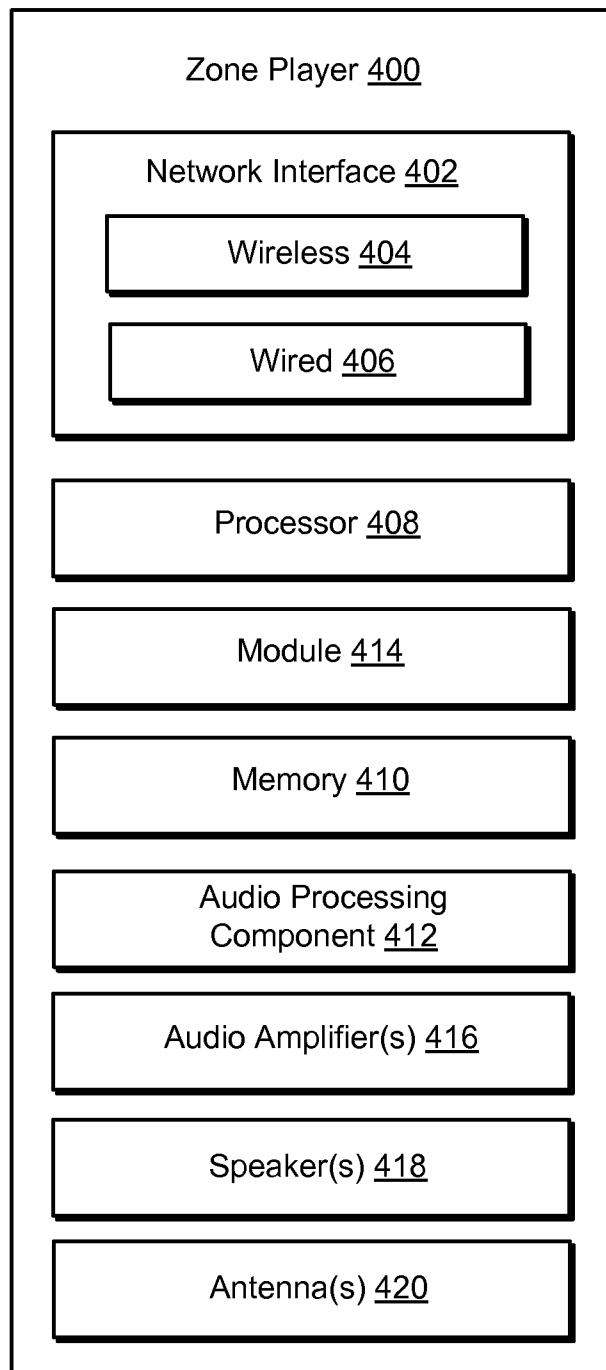 Zone Player 400
Network Interface 402
Wireless 404
Wired 406
Processor 408
Module 414
Memory 410
Audio Processing
Component 412
Audio Amplifier(s) 416
Speaker(s) 418
Antenna(s) 420